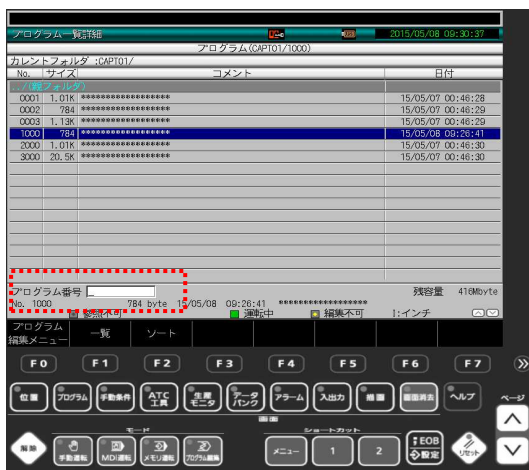 プログラム一覧詳細 2015/05/08 09:30:37
プログラム(CAPT01/1000)
カレントフォルダ :CAPT01/
No. サイズ コメント 日付
../(親フォルダ)
0001 1.01K ****************** 15/05/07 00:46:28
0002 784 ****************** 15/05/07 00:46:29
0003 1.13K ****************** 15/05/07 00:46:29
1000 784 ****************** 15/05/08 09:26:41
2000 1.01K ****************** 15/05/07 00:46:30
3000 20.5K ****************** 15/05/07 00:46:30
プログラム番号 _ 残容量 416Mbyte
No. 1000 784 byte 15/05/08 09:26:41 ******************
参照不可 運転中 編集不可 I:インチ
プログラム
編集メニュー 一覧 ソート
F0 F1 F2 F3 F4 F5 F6 F7
位置 プログラム 手動条件 ATC工具 生産モニタ データバンク アラーム 入出力 描画 画面消去 ヘルプ ページ
画面
モード ショートカット
解除 手動運転 MDI運転 メモリ運転 プログラム編集 メニュー 1 2 ;EOB 設定 リセット